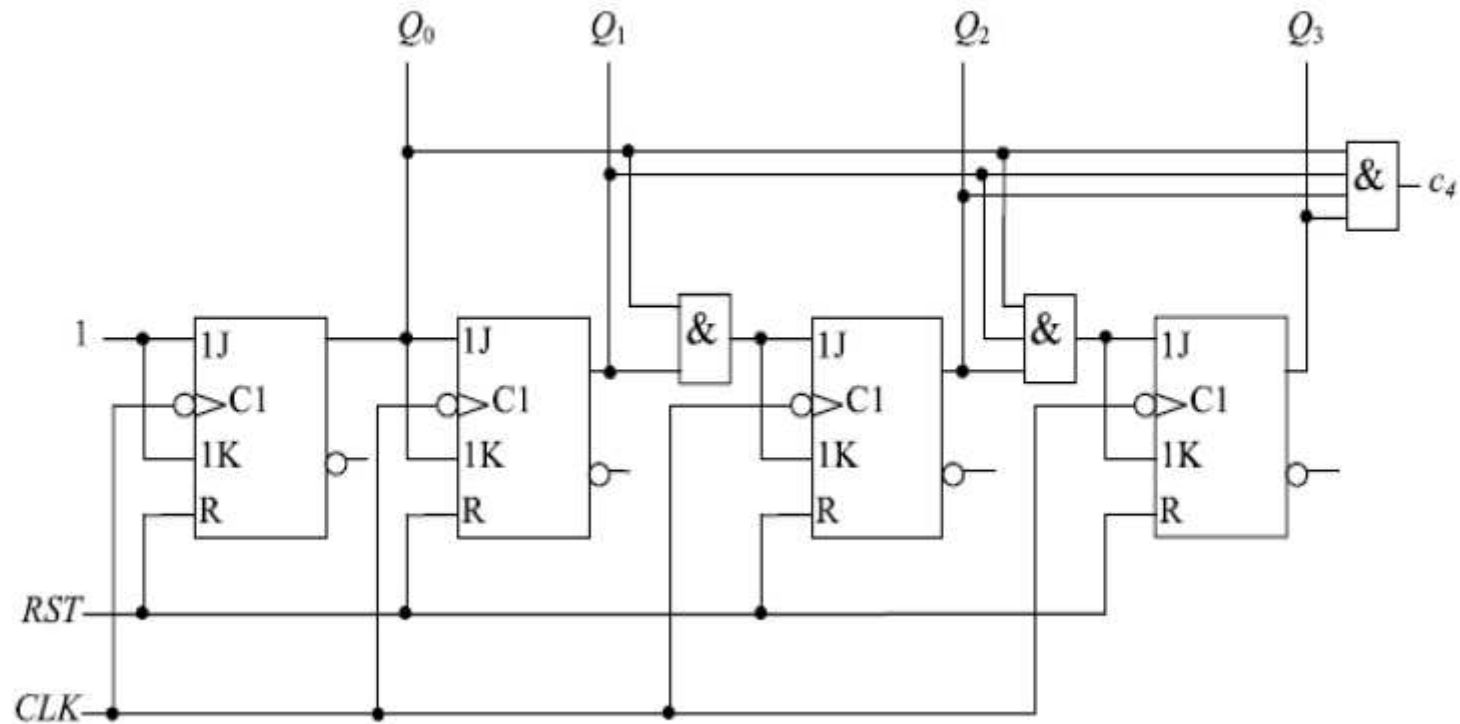 Q0 Q1 Q2 Q3
& c4
& &
1 1J 1J 1J 1J
C1 C1 C1 C1
1K 1K 1K 1K
R R R R
RST
CLK